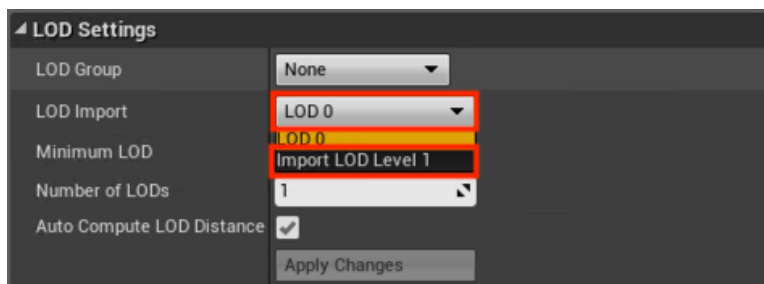 LOD Settings
LOD Group None
LOD Import LOD 0
LOD 0
Minimum LOD Import LOD Level 1
Number of LODs 1
Auto Compute LOD Distance
Apply Changes